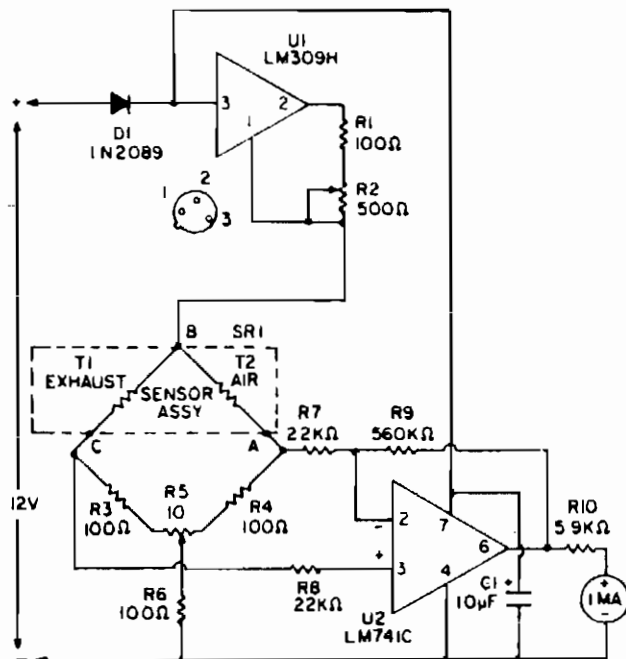 U1
LM309H
+
3
2
1
D1
1N2089
R1
100Ω
R2
500Ω
1
2
3
B
SR1
T1
EXHAUST
T2
AIR
SENSOR
ASSY
C
A
R7
22KΩ
R9
560KΩ
12V
R3
100Ω
R5
10
R4
100Ω
2
-
7
+
3
6
4
R10
5.9KΩ
R6
100Ω
R8
22KΩ
C1
+
10µF
+
1MA
-
U2
LM741C
-